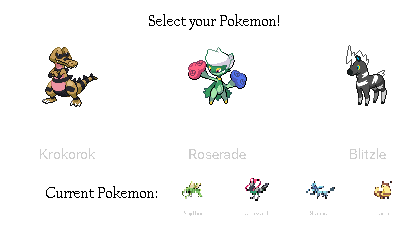 Select your Pokemon!
Krokorok Roserade Blitzle
Current Pokemon: